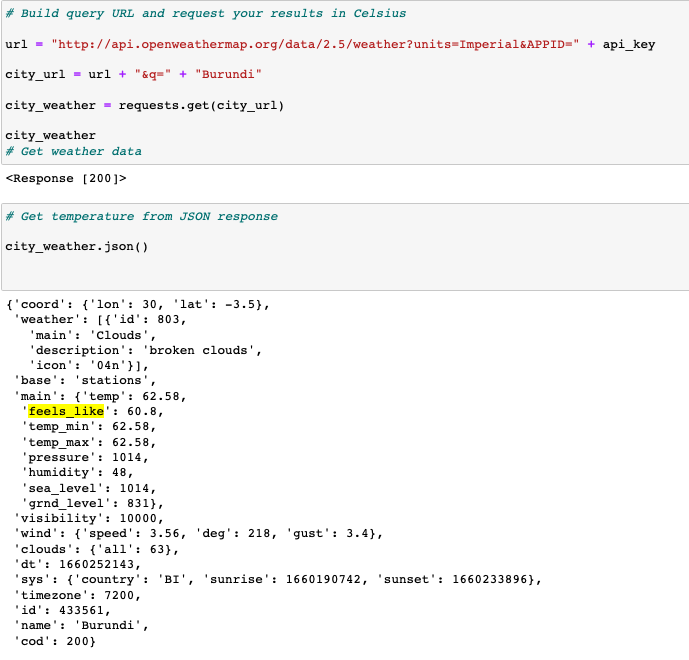 # Build query URL and request your results in Celsius
url = "http://api.openweathermap.org/data/2.5/weather?units=Imperial&APPID=" + api_key
city_url = url + "&q=" + "Burundi"
city_weather = requests.get(city_url)
city_weather
# Get weather data
<Response [200]>
# Get temperature from JSON response
city_weather.json()
{'coord': {'lon': 30, 'lat': -3.5},
'weather': [{'id': 803,
'main': 'Clouds',
'description': 'broken clouds',
'icon': '04n'}],
'base': 'stations',
'main': {'temp': 62.58,
'feels_like': 60.8,
'temp_min': 62.58,
'temp_max': 62.58,
'pressure': 1014,
'humidity': 48,
'sea_level': 1014,
'grnd_level': 831},
'visibility': 10000,
'wind': {'speed': 3.56, 'deg': 218, 'gust': 3.4},
'clouds': {'all': 63},
'dt': 1660252143,
'sys': {'country': 'BI', 'sunrise': 1660190742, 'sunset': 1660233896},
'timezone': 7200,
'id': 433561,
'name': 'Burundi',
'cod': 200}